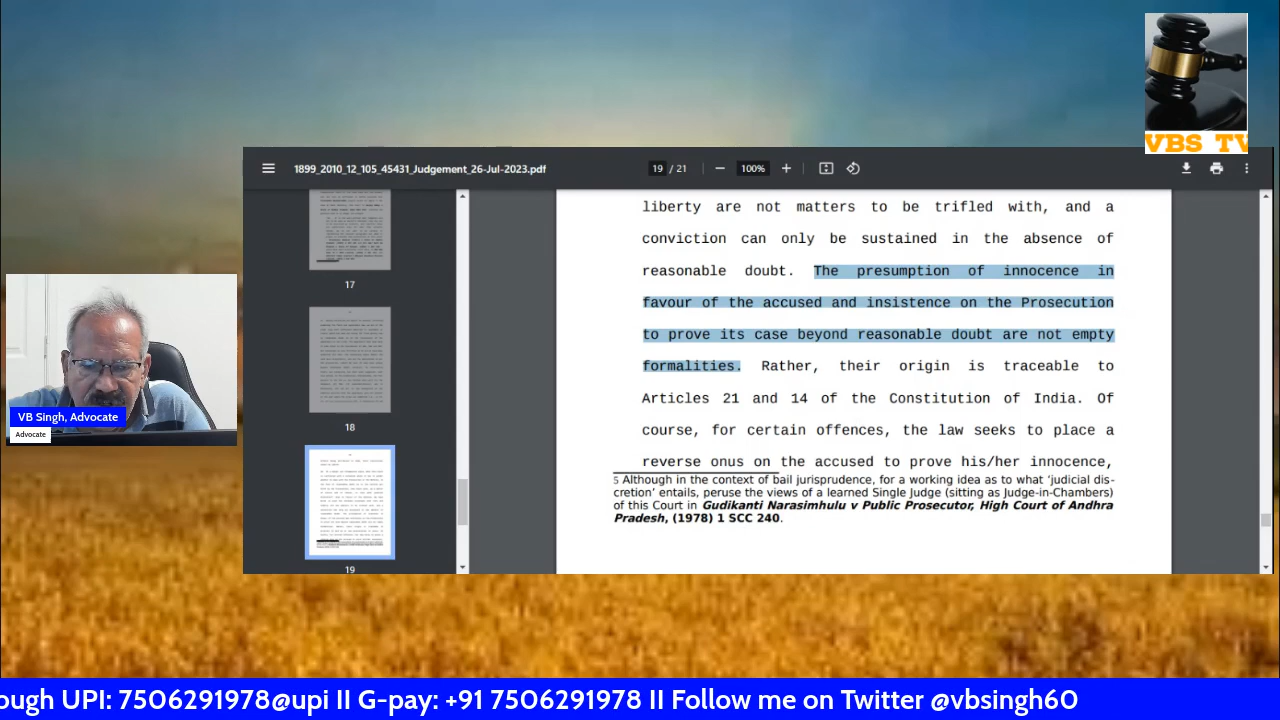 VBS TV
1899_2010_12_105_45431_Judgement_26-Jul-2023.pdf
19 / 21
100%
17
18
19
liberty are not matters to be trifled with, and a
conviction can only be sustained in the absence of
reasonable doubt. The presumption of innocence in
favour of the accused and insistence on the Prosecution
to prove its case beyond reasonable doubt are not empty
formalities. Rather, their origin is traceable to
Articles 21 and 14 of the Constitution of India. Of
course, for certain offences, the law seeks to place a
reverse onus on the accused to prove his/her innocence,
5 Although in the context of bail jurisprudence, for a working idea as to what ‘judicial dis-
cretion’ entails, peruse the views of a learned Single Judge (sitting as Judge-in-Chambers)
of this Court in Gudikanti Narasimhulu v Public Prosecutor, High Court of Andhra
Pradesh, (1978) 1 SCC 240.
VB Singh, Advocate
Advocate
ough UPI: 7506291978@upi II G-pay: +91 7506291978 II Follow me on Twitter @vbsingh60